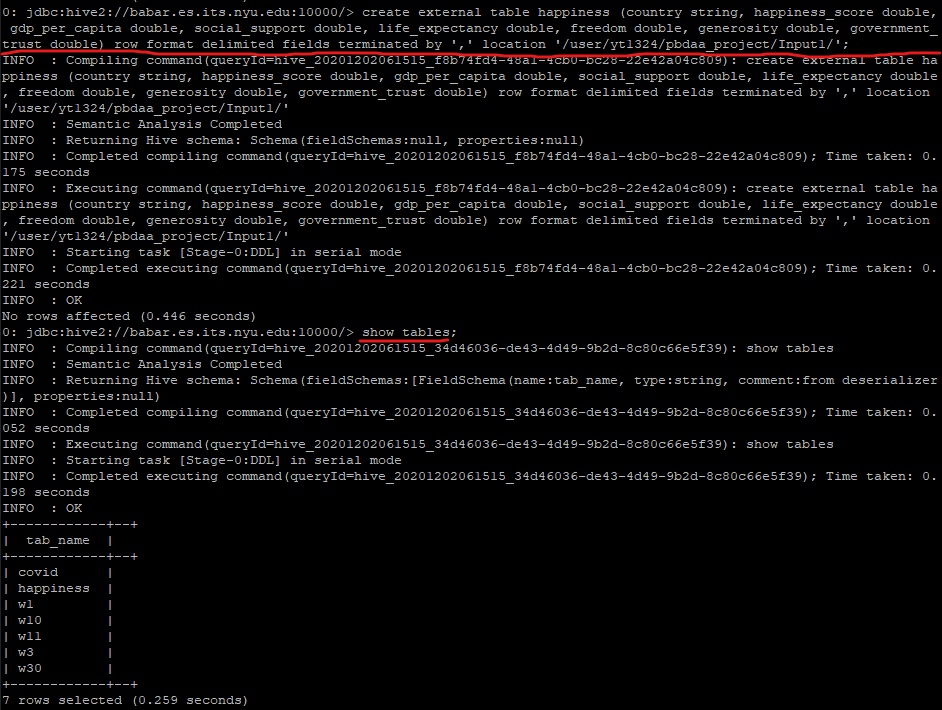 0: jdbc:hive2://babar.es.its.nyu.edu:10000/> create external table happiness (country string, happiness_score double,
 gdp_per_capita double, social_support double, life_expectancy double, freedom double, generosity double, government_
trust double) row format delimited fields terminated by ',' location '/user/yt1324/pbdaa_project/Input1/';
INFO  : Compiling command(queryId=hive_20201202061515_f8b74fd4-48a1-4cb0-bc28-22e42a04c809): create external table ha
ppiness (country string, happiness_score double, gdp_per_capita double, social_support double, life_expectancy double
, freedom double, generosity double, government_trust double) row format delimited fields terminated by ',' location
'/user/yt1324/pbdaa_project/Input1/'
INFO  : Semantic Analysis Completed
INFO  : Returning Hive schema: Schema(fieldSchemas:null, properties:null)
INFO  : Completed compiling command(queryId=hive_20201202061515_f8b74fd4-48a1-4cb0-bc28-22e42a04c809); Time taken: 0.
175 seconds
INFO  : Executing command(queryId=hive_20201202061515_f8b74fd4-48a1-4cb0-bc28-22e42a04c809): create external table ha
ppiness (country string, happiness_score double, gdp_per_capita double, social_support double, life_expectancy double
, freedom double, generosity double, government_trust double) row format delimited fields terminated by ',' location
'/user/yt1324/pbdaa_project/Input1/'
INFO  : Starting task [Stage-0:DDL] in serial mode
INFO  : Completed executing command(queryId=hive_20201202061515_f8b74fd4-48a1-4cb0-bc28-22e42a04c809); Time taken: 0.
221 seconds
INFO  : OK
No rows affected (0.446 seconds)
0: jdbc:hive2://babar.es.its.nyu.edu:10000/> show tables;
INFO  : Compiling command(queryId=hive_20201202061515_34d46036-de43-4d49-9b2d-8c80c66e5f39): show tables
INFO  : Semantic Analysis Completed
INFO  : Returning Hive schema: Schema(fieldSchemas:[FieldSchema(name:tab_name, type:string, comment:from deserializer
)], properties:null)
INFO  : Completed compiling command(queryId=hive_20201202061515_34d46036-de43-4d49-9b2d-8c80c66e5f39); Time taken: 0.
052 seconds
INFO  : Executing command(queryId=hive_20201202061515_34d46036-de43-4d49-9b2d-8c80c66e5f39): show tables
INFO  : Starting task [Stage-0:DDL] in serial mode
INFO  : Completed executing command(queryId=hive_20201202061515_34d46036-de43-4d49-9b2d-8c80c66e5f39); Time taken: 0.
198 seconds
INFO  : OK
+------------+--+
|  tab_name  |
+------------+--+
| covid      |
| happiness  |
| w1         |
| w10        |
| w11        |
| w3         |
| w30        |
+------------+--+
7 rows selected (0.259 seconds)